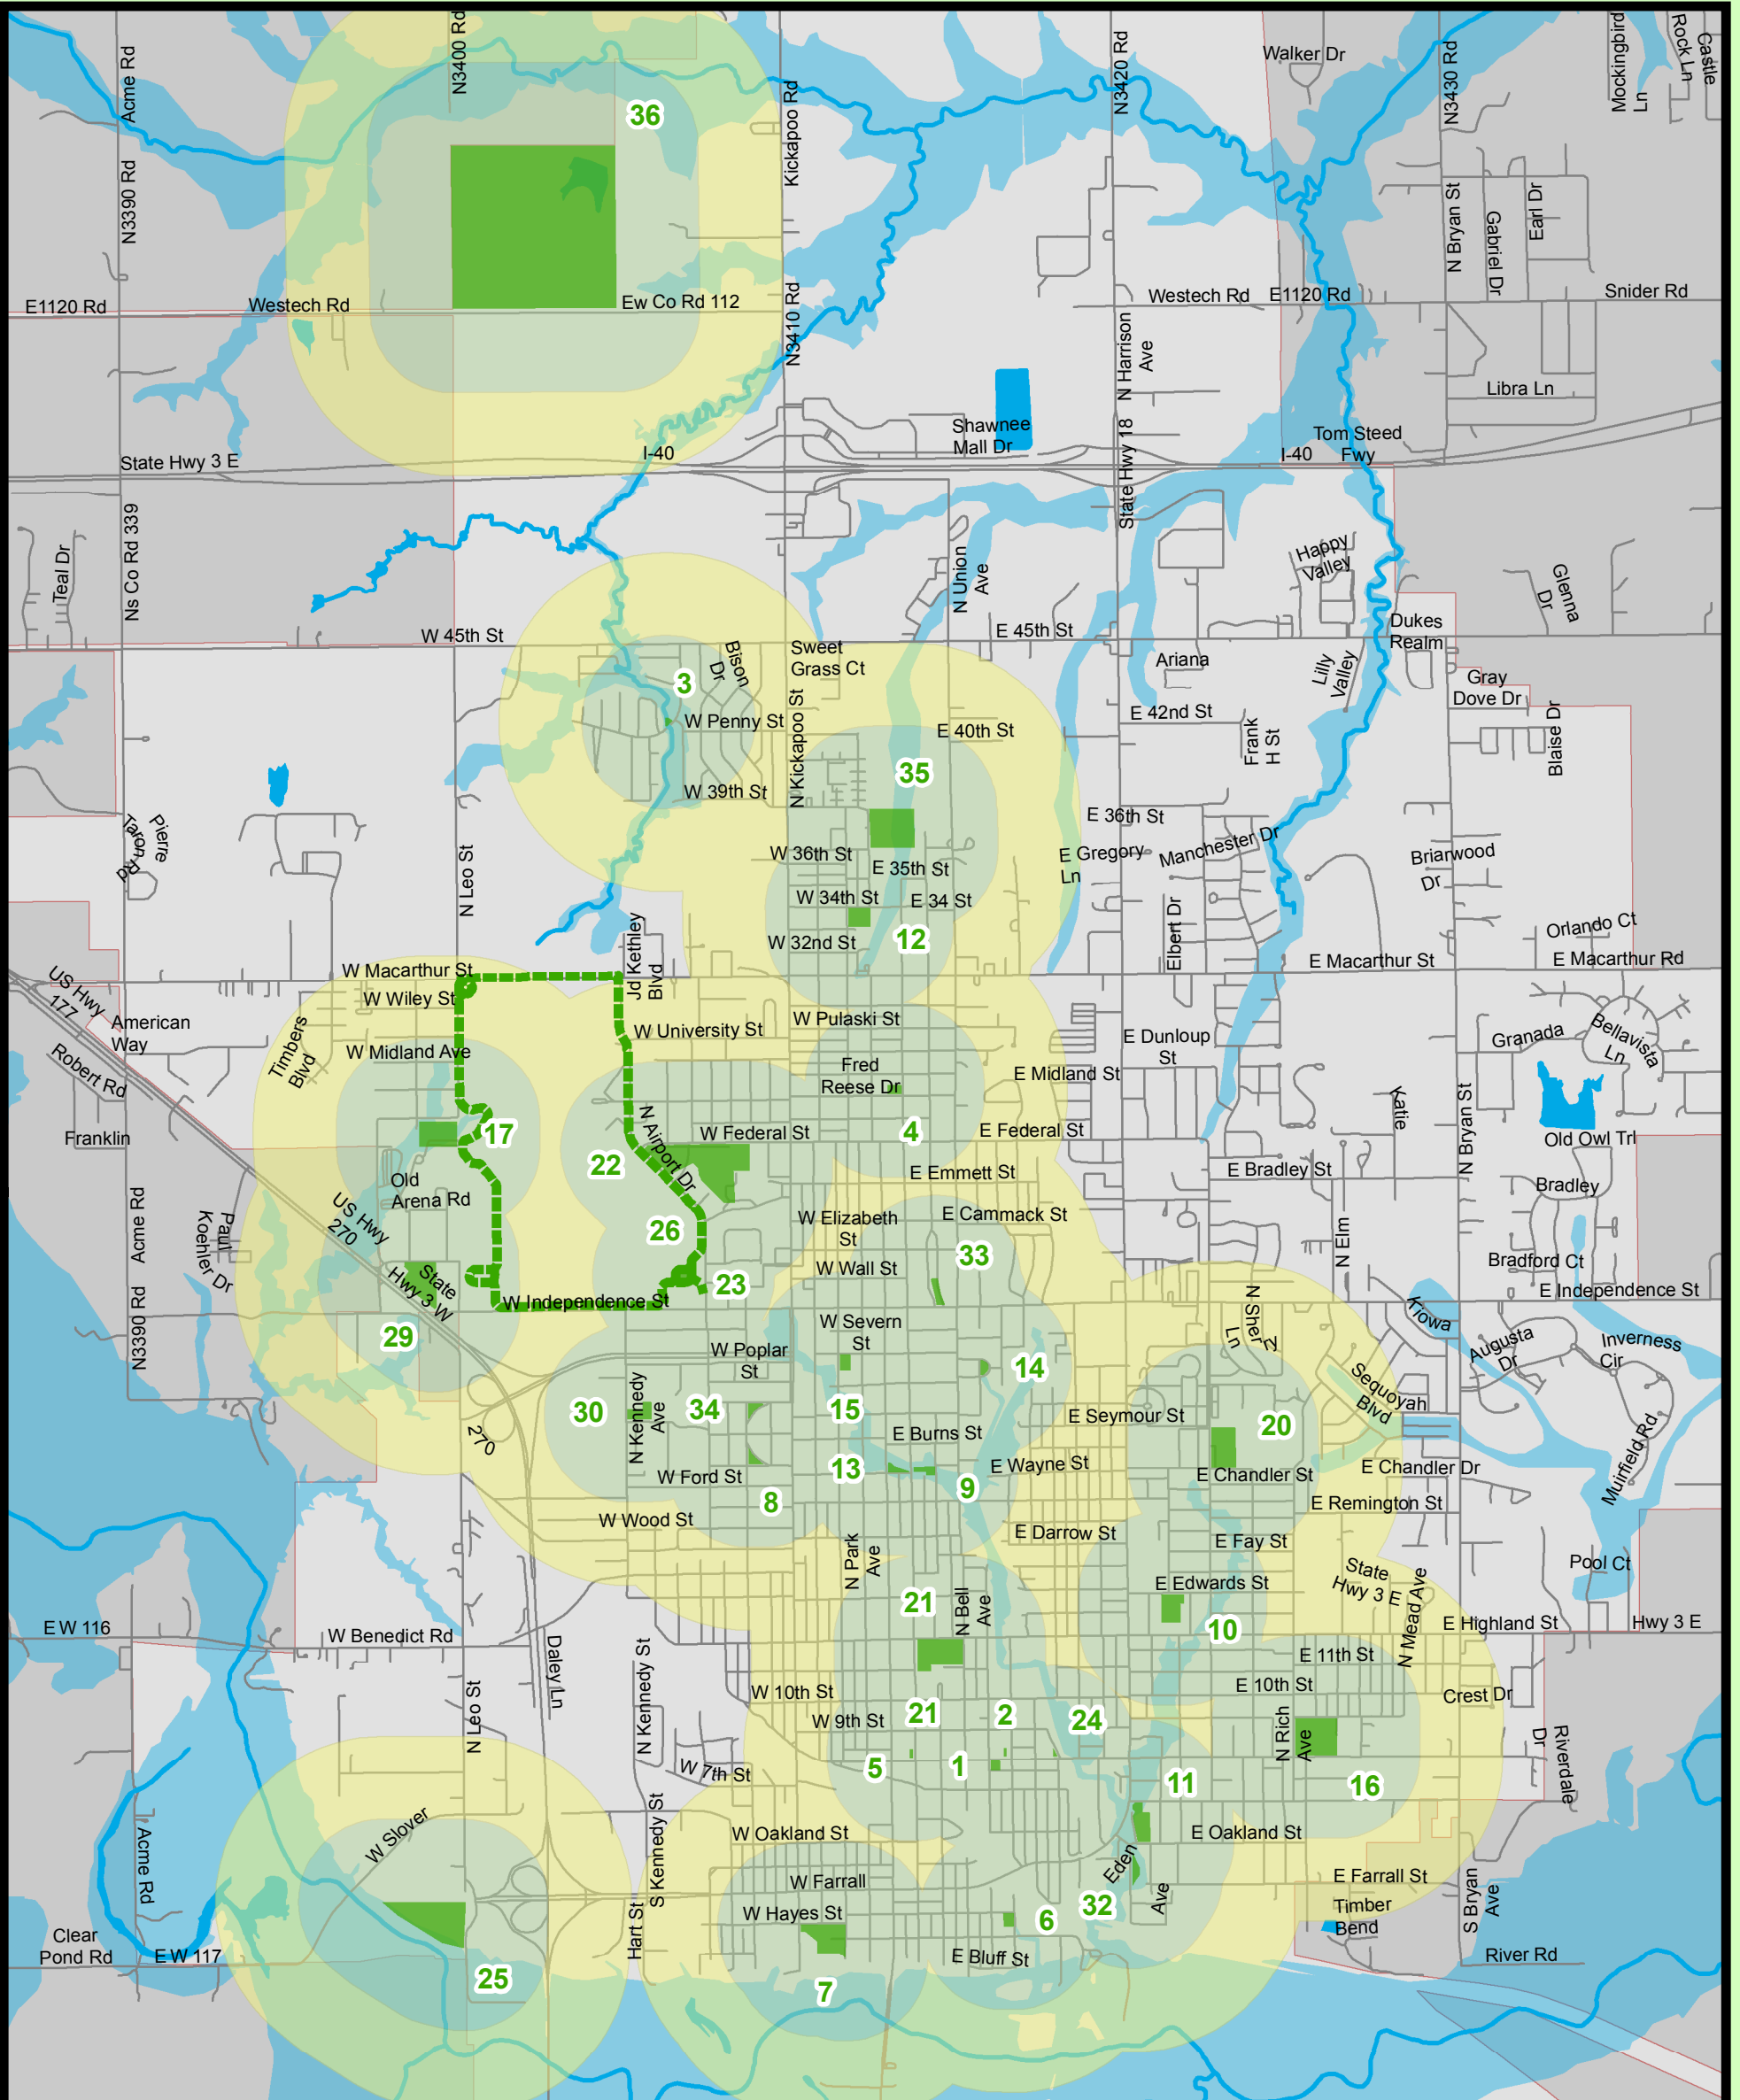 Acme Rd
N3400 Rd
Kickapoo Rd
N3420 Rd
Walker Dr
N3430 Rd
Mockingbird
Ln
Rock Ln
Castle
36
N3390 Rd
N Bryan St
Gabriel Dr
Earl Dr
E1120 Rd
Westech Rd
Ew Co Rd 112
N3410 Rd
Westech Rd
E1120 Rd
Snider Rd
N Harrison
Ave
Libra Ln
Shawnee
Mall Dr
State Hwy 3 E
I-40
State Hwy 18
I-40
Tom Steed
Fwy
Teal Dr
Ns Co Rd 339
N Union
Ave
Happy
Valley
Glenna
Dr
W 45th St
E 45th St
Dukes
Realm
3
Bison
Dr
Sweet
Grass Ct
Ariana
Lilly
Valley
Gray
Dove Dr
W Penny St
N Kickapoo St
E 40th St
E 42nd St
Frank
H St
Blaise Dr
35
W 39th St
Pierre
Taron
Rd
N Leo St
W 36th St
E 35th St
E 36th St
E Gregory
Ln
Manchester Dr
Briarwood
Dr
W 34th St
E 34 St
12
W 32nd St
Jd Kethley
Blvd
Elbert Dr
Orlando Ct
E Macarthur St
E Macarthur Rd
W Macarthur St
W Wiley St
US Hwy
177
American
Way
Robert Rd
Timbers
Blvd
W Midland Ave
W University St
W Pulaski St
Fred
Reese Dr
E Midland St
E Dunloup
St
Granada
Bellavista
Ln
Katie
N Bryan St
Franklin
17
N Airport Dr
W Federal St
4
E Federal St
Old Owl Trl
22
E Emmett St
E Bradley St
Bradley
Old
Arena Rd
US Hwy
270
Acme Rd
Paul
Koehler Dr
26
W Elizabeth
St
E Cammack St
33
N Elm
W Wall St
Bradford Ct
23
State
Hwy 3 W
W Independence St
E Independence St
N3390 Rd
29
W Severn
St
N Sherry
Ln
Kiowa
Augusta
Dr
Inverness
Cir
W Poplar
St
14
Sequoyah
Blvd
30
N Kennedy
Ave
34
15
E Seymour St
20
270
E Burns St
Muirfield Rd
W Ford St
13
E Wayne St
E Chandler St
E Chandler Dr
8
9
E Remington St
W Wood St
N Park
Ave
E Darrow St
E Fay St
Pool Ct
State
Hwy 3 E
21
N Bell
Ave
E Edwards St
N Mead Ave
10
E Highland St
Hwy 3 E
E W 116
W Benedict Rd
Daley Ln
N Kennedy St
E 11th St
E 10th St
N Leo St
W 10th St
Crest Dr
W 9th St
21
2
24
N Rich
Ave
Riverdale
Dr
5
1
W 7th St
11
16
S Kennedy St
W Slover
W Oakland St
E Oakland St
Acme Rd
Eden
Ave
W Farrall
E Farrall St
Timber
Bend
S Bryan
Ave
Hart St
W Hayes St
6
32
Clear
Pond Rd
E W 117
E Bluff St
River Rd
25
7